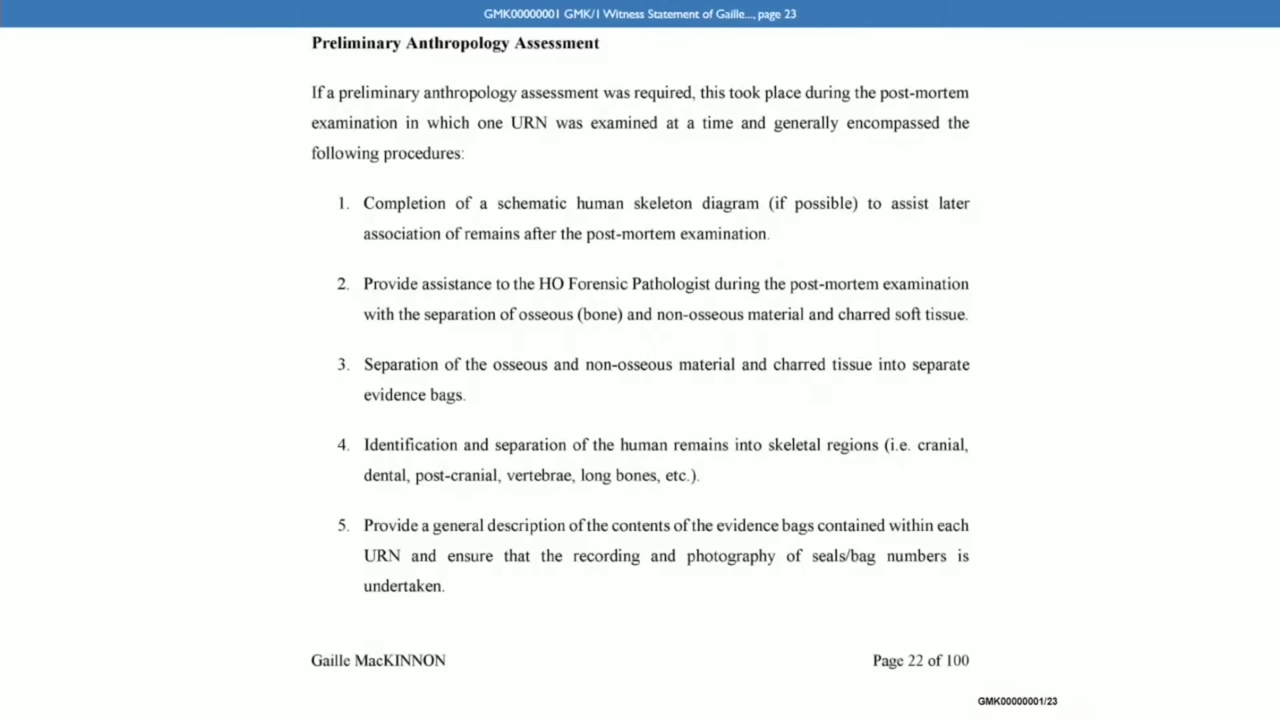 GMK00000001 GMK/1 Witness Statement of Gaille..., page 23
Preliminary Anthropology Assessment
If a preliminary anthropology assessment was required, this took place during the post-mortem
examination in which one URN was examined at a time and generally encompassed the
following procedures:
1. Completion of a schematic human skeleton diagram (if possible) to assist later
association of remains after the post-mortem examination.
2. Provide assistance to the HO Forensic Pathologist during the post-mortem examination
with the separation of osseous (bone) and non-osseous material and charred soft tissue.
3. Separation of the osseous and non-osseous material and charred tissue into separate
evidence bags.
4. Identification and separation of the human remains into skeletal regions (i.e. cranial,
dental, post-cranial, vertebrae, long bones, etc.).
5. Provide a general description of the contents of the evidence bags contained within each
URN and ensure that the recording and photography of seals/bag numbers is
undertaken.
Gaille MacKINNON Page 22 of 100
GMK00000001/23